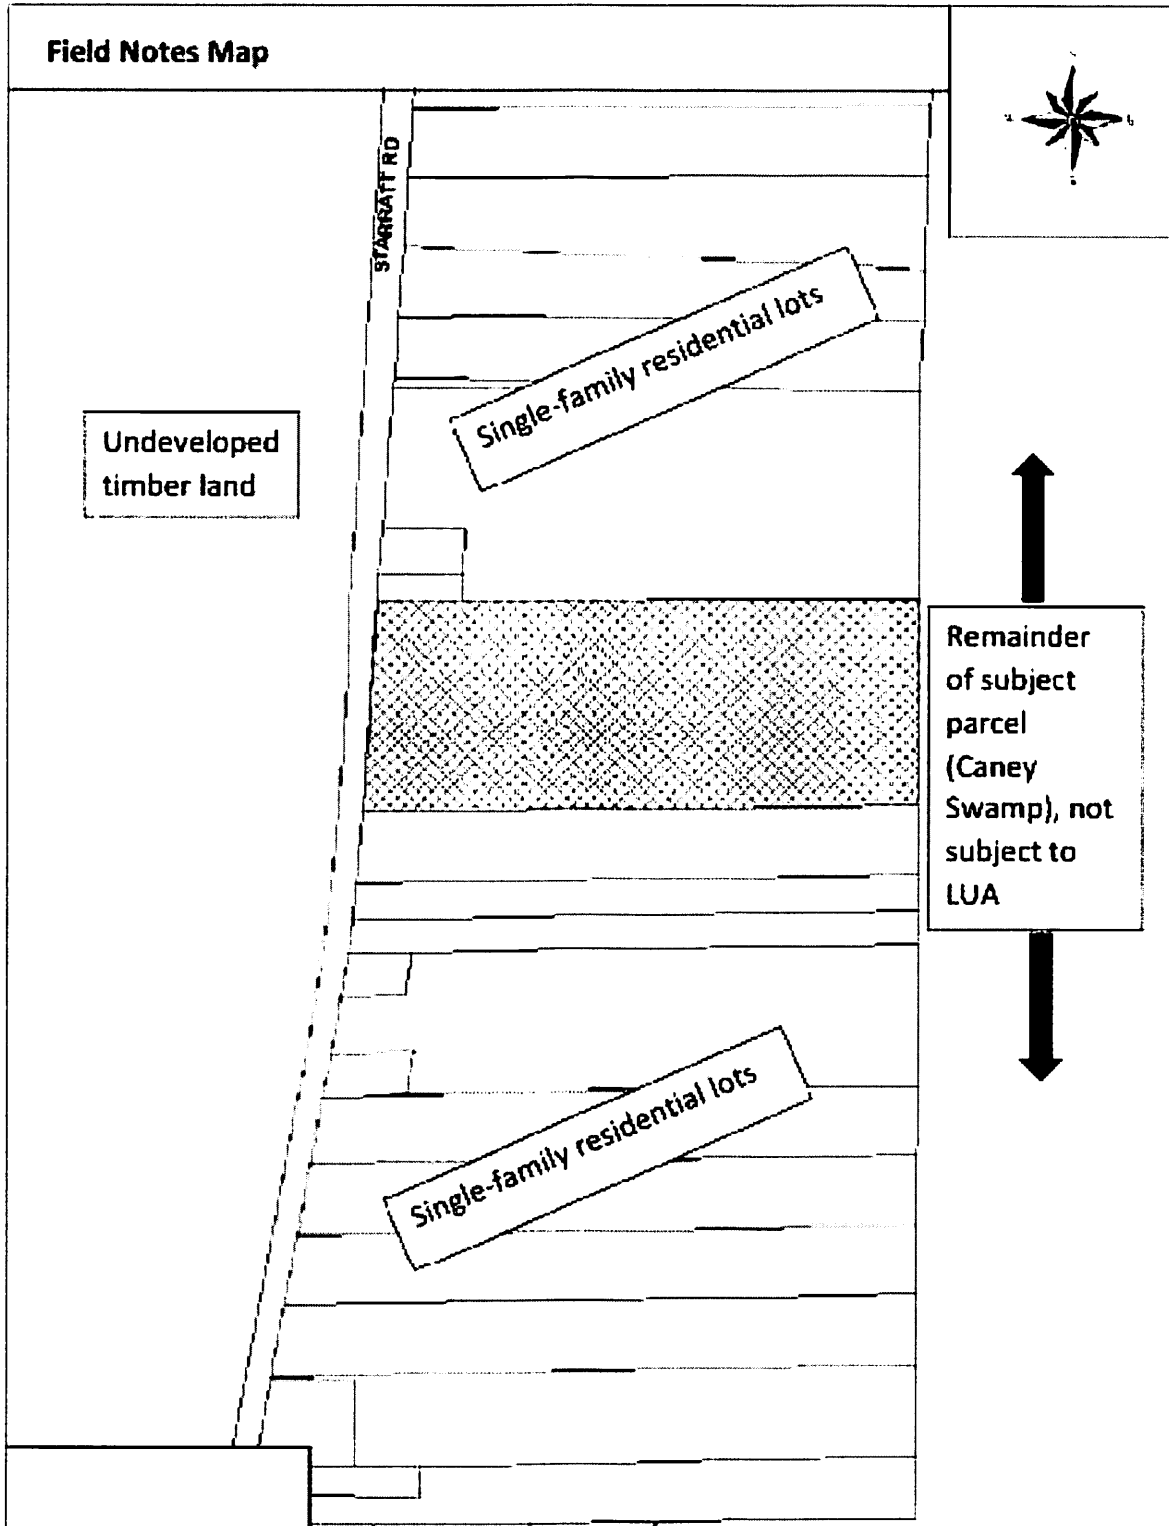 Field Notes Map
STARRATT RD
Single-family residential lots
Undeveloped
timber land
Remainder
of subject
parcel
(Caney
Swamp), not
subject to
LUA
Single-family residential lots